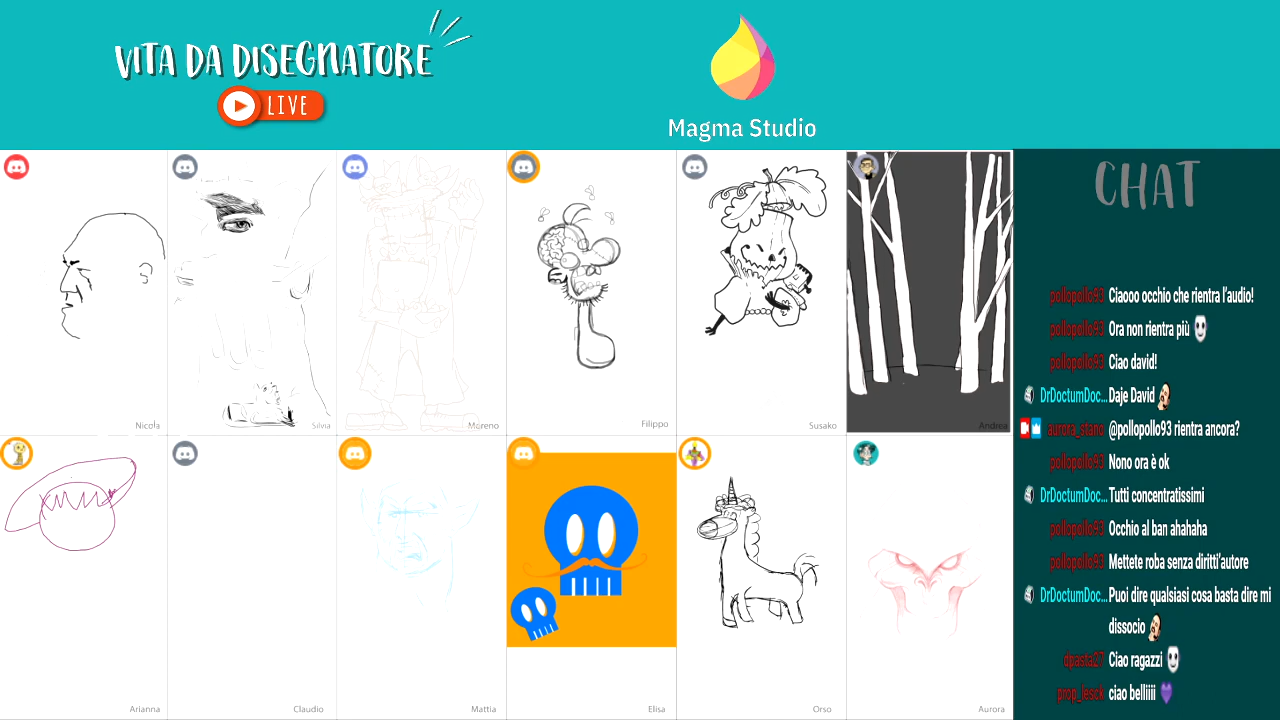 VITA DA DISEGNATORE
LIVE
Magma Studio
CHAT
Nicola
Silvia
Moreno
Filippo
Susako
Andrea
Arianna
Claudio
Mattia
Elisa
Orso
Aurora
pollopollo93 Ciaooo occhio che rientra l'audio!
pollopollo93 Ora non rientra più
pollopollo93 Ciao david!
DrDoctumDoc... Daje David
aurora_stano @pollopollo93 rientra ancora?
pollopollo93 Nono ora è ok
DrDoctumDoc... Tutti concentratissimi
pollopollo93 Occhio al ban ahahaha
pollopollo93 Mettete roba senza diritti'autore
DrDoctumDoc... Puoi dire qualsiasi cosa basta dire mi
dissocio
dpasta27 Ciao ragazzi
prop_lesck ciao belliiii